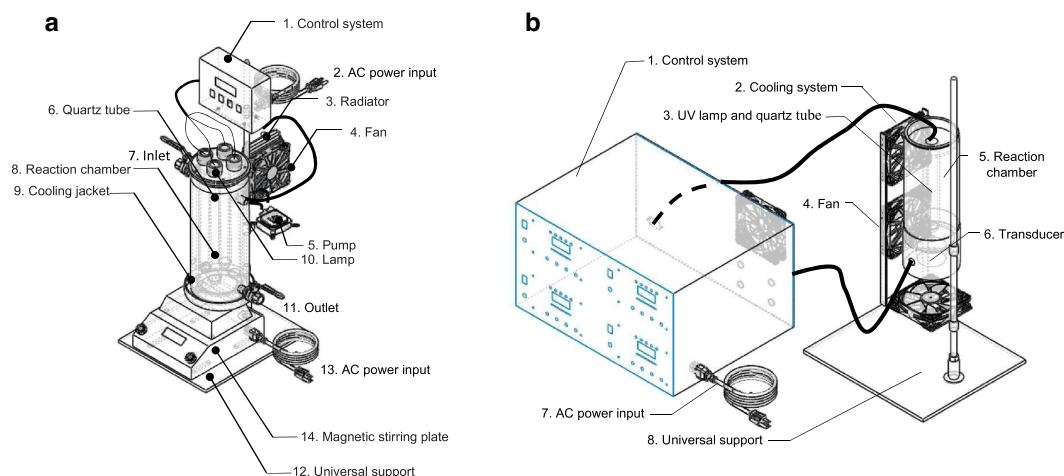 a
1. Control system
2. AC power input
3. Radiator
6. Quartz tube
4. Fan
7. Inlet
8. Reaction chamber
9. Cooling jacket
5. Pump
10. Lamp
11. Outlet
13. AC power input
14. Magnetic stirring plate
12. Universal support
b
1. Control system
2. Cooling system
3. UV lamp and quartz tube
5. Reaction
chamber
4. Fan
6. Transducer
7. AC power input
8. Universal support